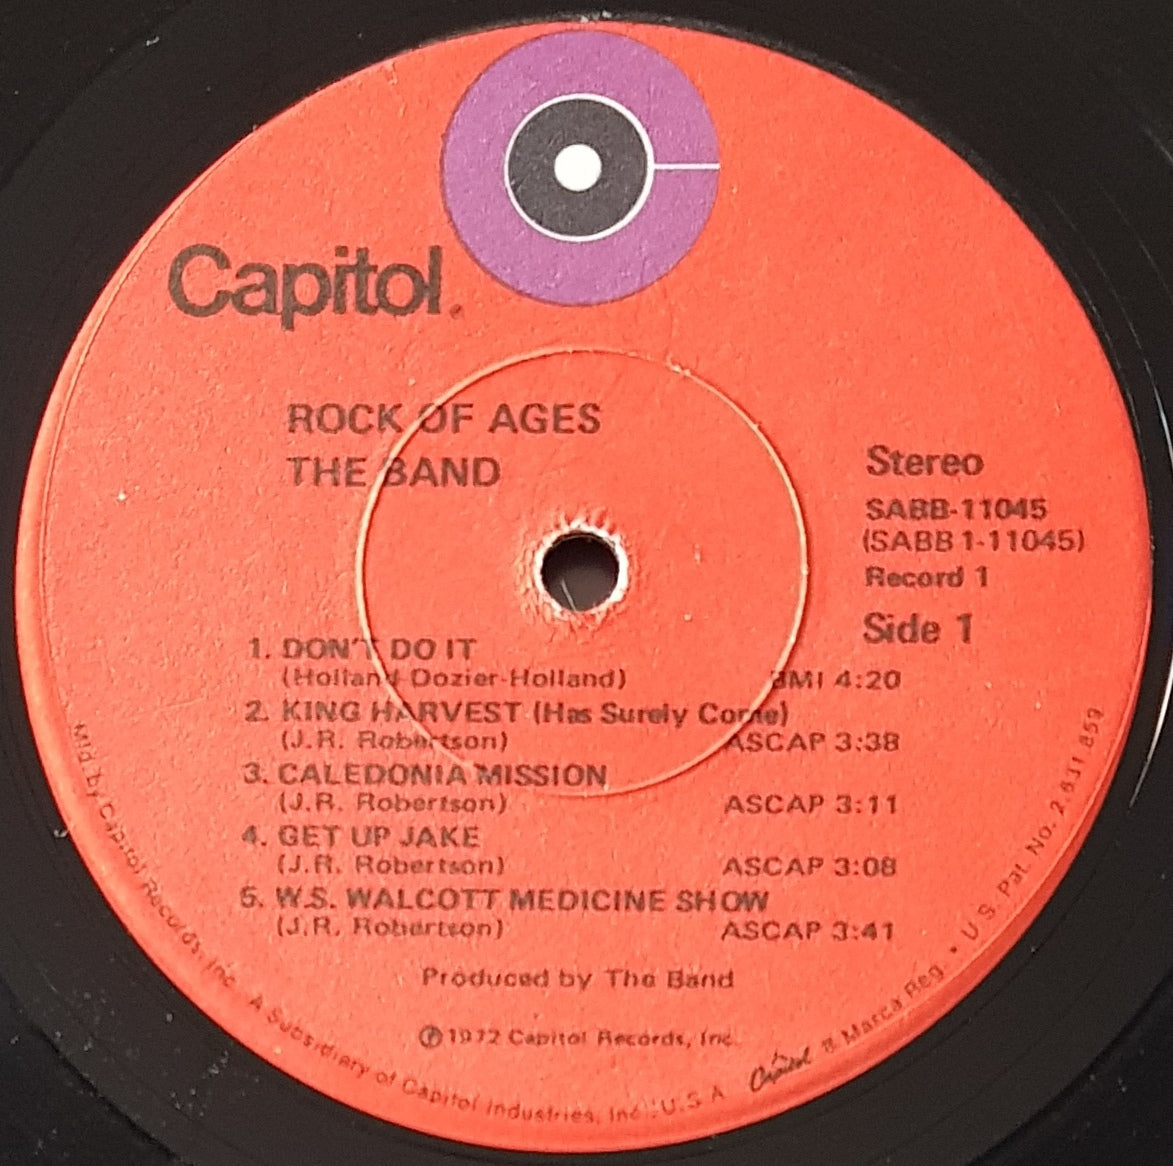 Capitol.
ROCK OF AGES
THE BAND
Stereo
SABB-11045
(SABB 1-11045)
Record 1
Side 1
1. DON'T DO IT
(Holland-Dozier-Holland) BMI 4:20
2. KING HARVEST (Has Surely Come)
(J.R. Robertson) ASCAP 3:38
3. CALEDONIA MISSION
(J.R. Robertson) ASCAP 3:11
4. GET UP JAKE
(J.R. Robertson) ASCAP 3:08
5. W.S. WALCOTT MEDICINE SHOW
(J.R. Robertson) ASCAP 3:41
Produced by The Band
Ⓟ 1972 Capitol Records, Inc.
Mfd. by Capitol Records, Inc. A Subsidiary of Capitol Industries, Inc. U.S.A. Capitol Marca Reg. • U.S. Pat. No. 2,631,859